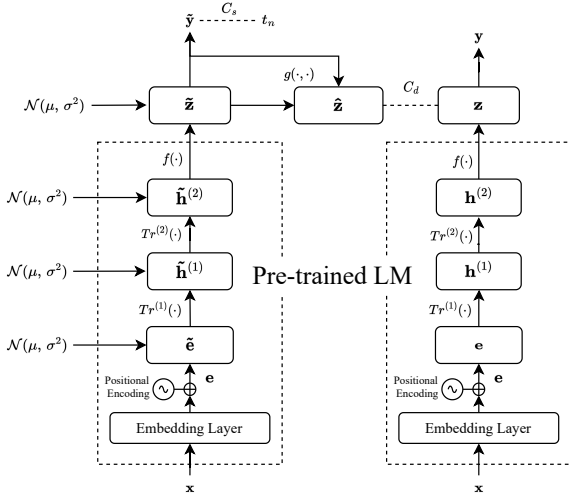 ỹ C_s t_n y
g(·,·)
𝒩(μ, σ²) z̃ ẑ C_d z
f(·) f(·)
𝒩(μ, σ²) h̃⁽²⁾ h⁽²⁾
Tr⁽²⁾(·) Tr⁽²⁾(·)
𝒩(μ, σ²) h̃⁽¹⁾ Pre-trained LM h⁽¹⁾
Tr⁽¹⁾(·) Tr⁽¹⁾(·)
𝒩(μ, σ²) ẽ e
Positional e Positional e
Encoding Encoding
Embedding Layer Embedding Layer
x x